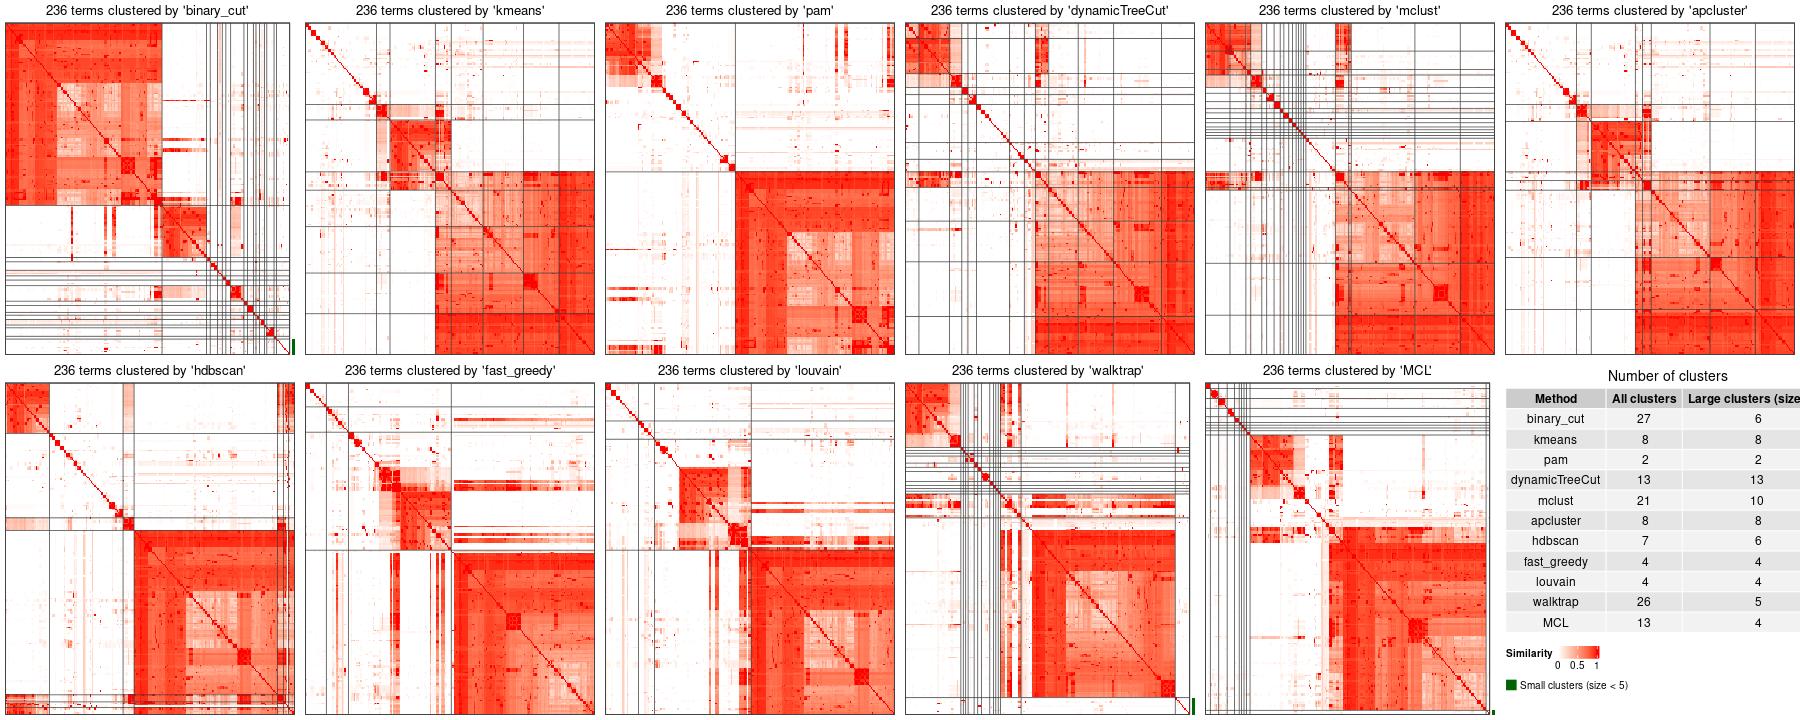 236 terms clustered by 'binary_cut'
236 terms clustered by 'kmeans'
236 terms clustered by 'pam'
236 terms clustered by 'dynamicTreeCut'
236 terms clustered by 'mclust'
236 terms clustered by 'apcluster'
236 terms clustered by 'hdbscan'
236 terms clustered by 'fast_greedy'
236 terms clustered by 'louvain'
236 terms clustered by 'walktrap'
236 terms clustered by 'MCL'
Number of clusters
Method All clusters Large clusters (size
binary_cut 27 6
kmeans 8 8
pam 2 2
dynamicTreeCut 13 13
mclust 21 10
apcluster 8 8
hdbscan 7 6
fast_greedy 4 4
louvain 4 4
walktrap 26 5
MCL 13 4
Similarity
0 0.5 1
Small clusters (size < 5)